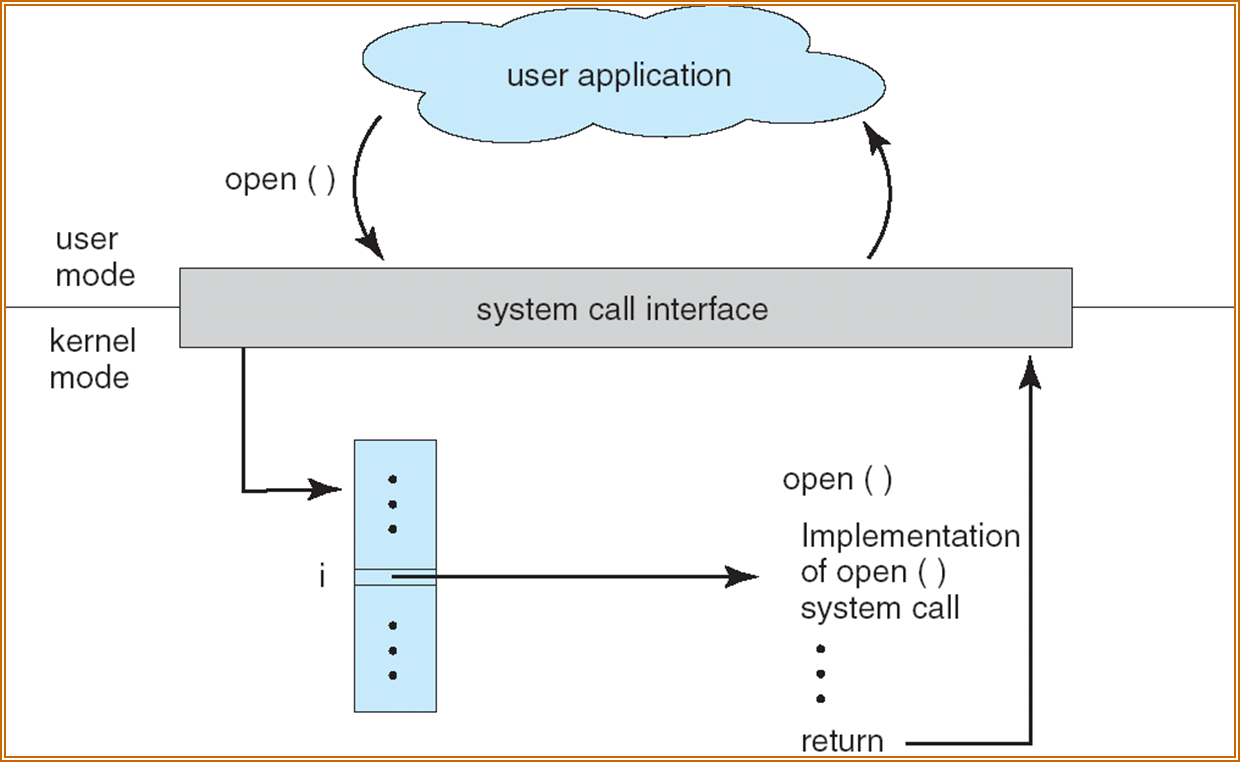 user application
open ( )
user
mode
system call interface
kernel
mode
open ( )
Implementation
of open ( )
system call
i
return